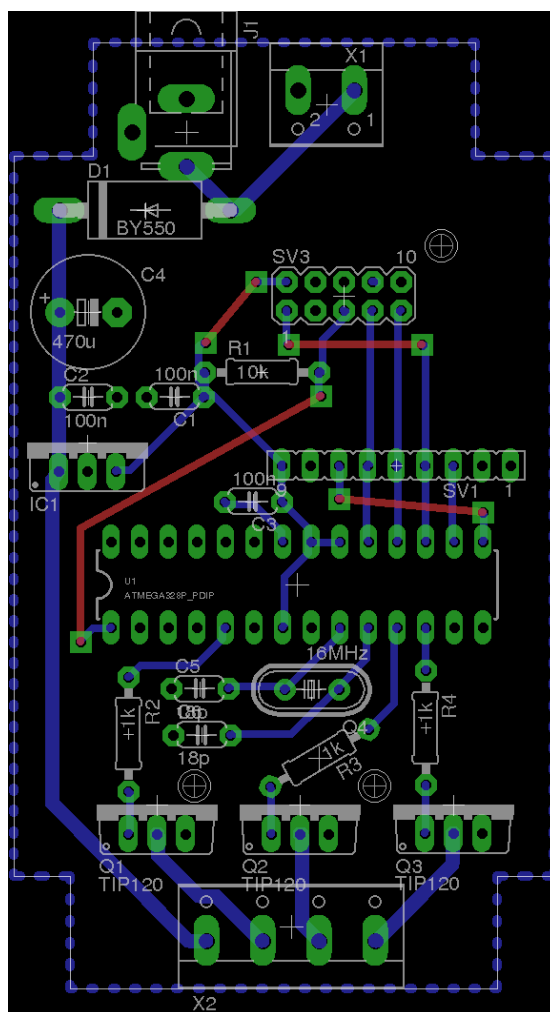 J1
X1
2
1
D1
BY550
SV3
10
C4
+
470u
1
R1
10k
C2
100n
100n
C1
IC1
100n
9
SV1
1
C3
U1
ATMEGA328P_PDIP
16MHz
C5
18p
R2
1k
Q4
1k
R3
R4
1k
18p
Q1
TIP120
Q2
TIP120
Q3
TIP120
X2